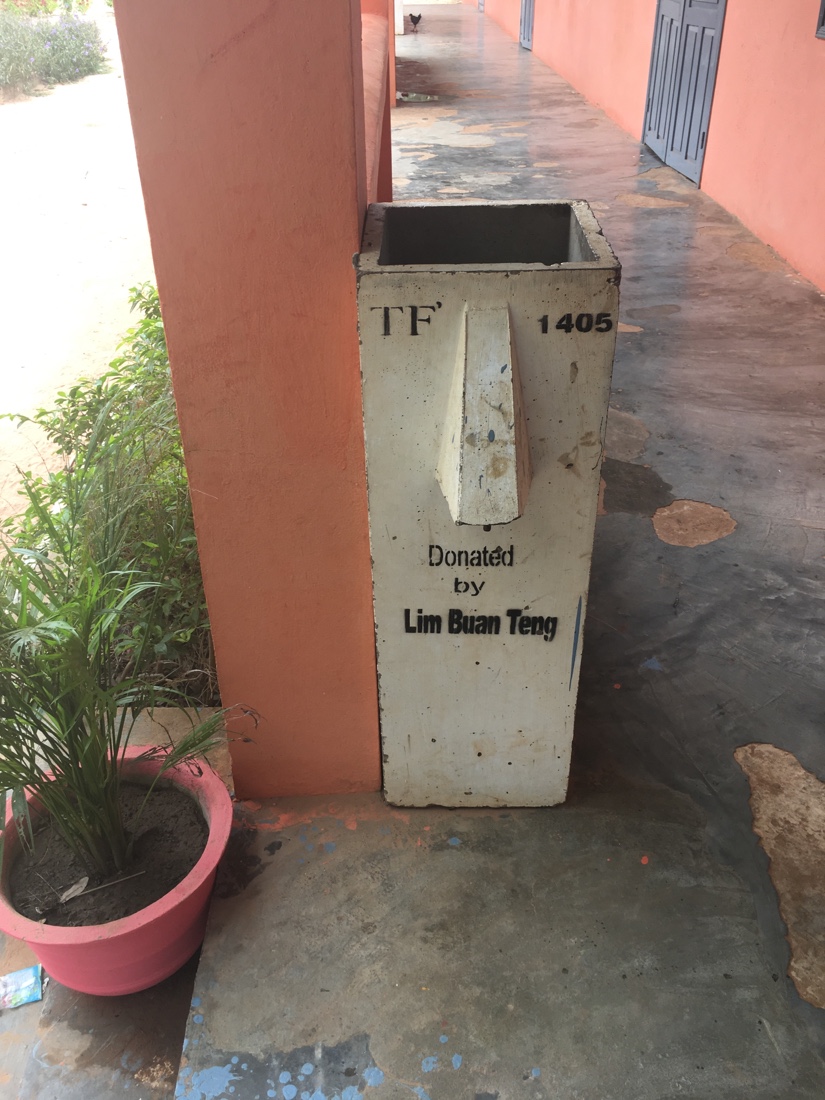 TF' 1405
Donated
by
Lim Buan Teng